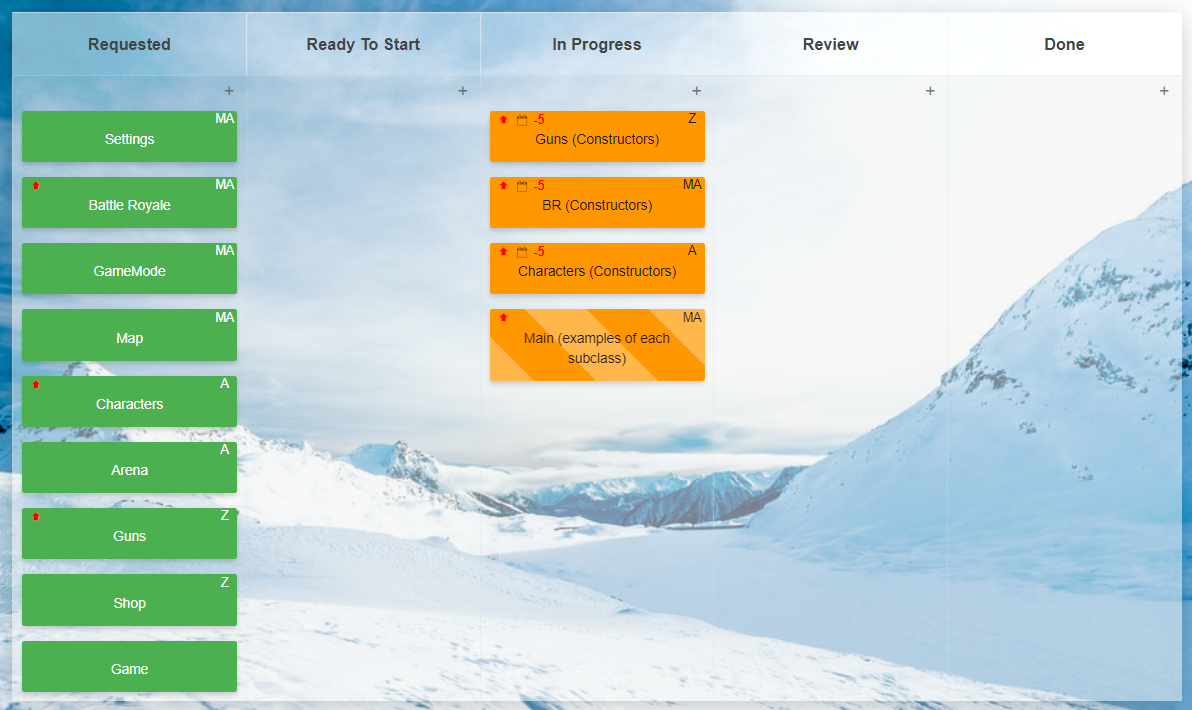 Requested
Ready To Start
In Progress
Review
Done
+
+
+
+
+
MA
Settings
MA
Battle Royale
MA
GameMode
MA
Map
A
Characters
A
Arena
Z
Guns
Z
Shop
Game
-5
Z
Guns (Constructors)
-5
MA
BR (Constructors)
-5
A
Characters (Constructors)
MA
Main (examples of each
subclass)